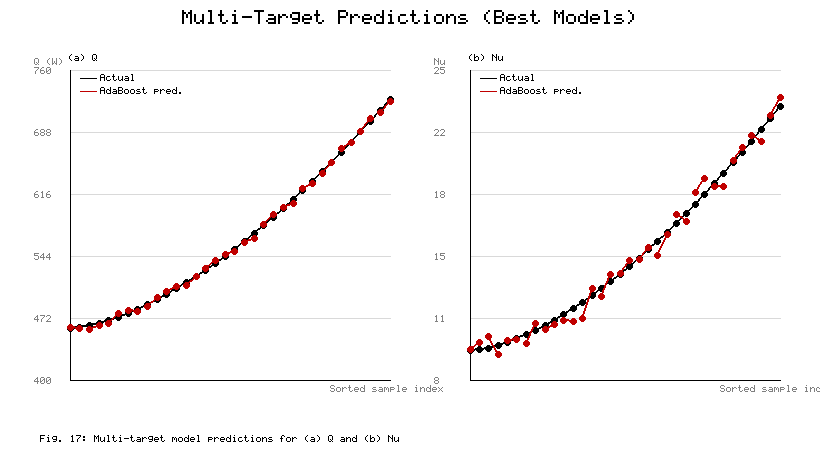 Multi-Target Predictions (Best Models)
Q (W) (a) Q
760
Actual
AdaBoost pred.
688
616
544
472
400
Sorted sample index
Nu (b) Nu
25
Actual
AdaBoost pred.
22
18
15
11
8
Sorted sample inc
Fig. 17: Multi-target model predictions for (a) Q and (b) Nu